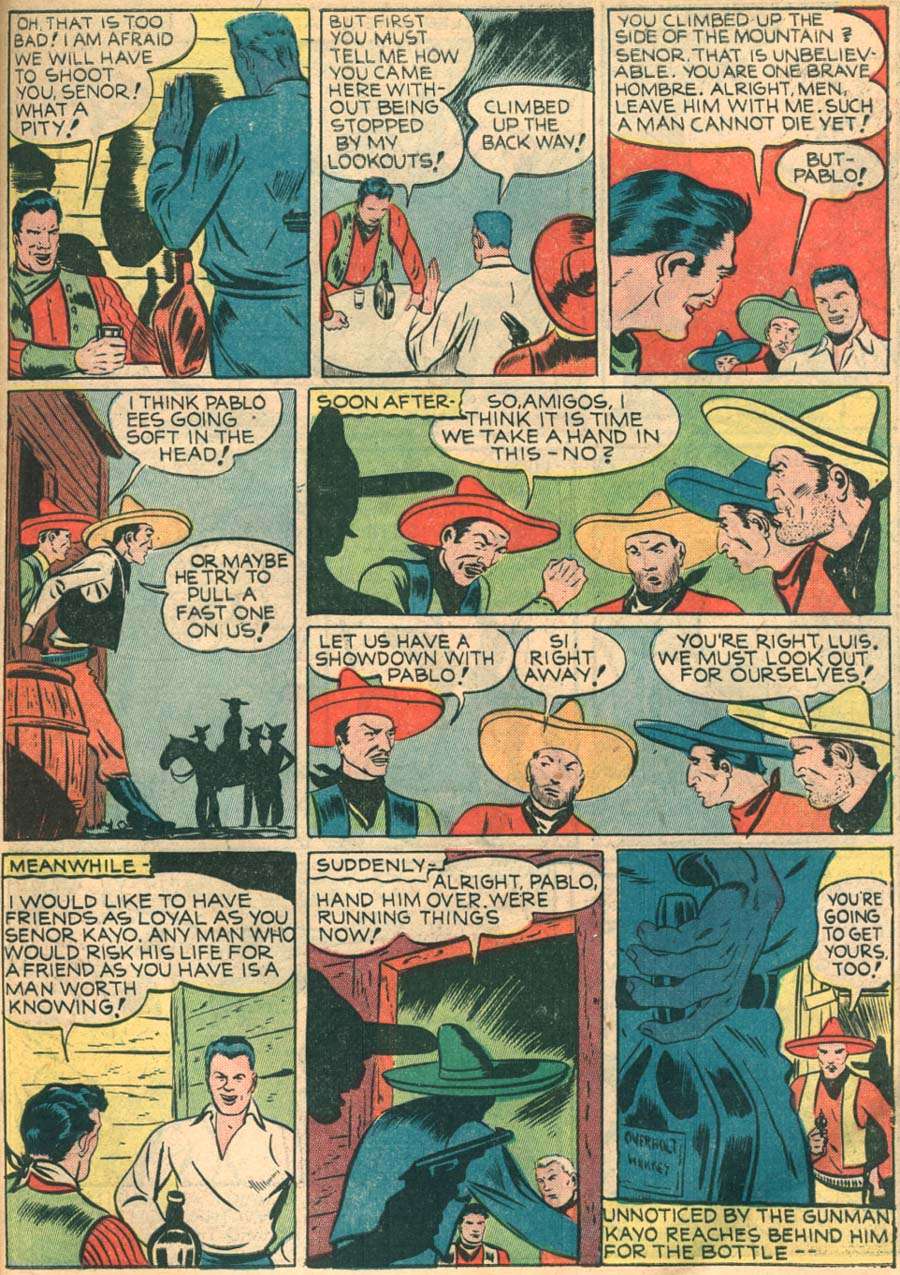 OH, THAT IS TOO
BAD! I AM AFRAID
WE WILL HAVE
TO SHOOT
YOU, SENOR!
WHAT A
PITY!
BUT FIRST
YOU MUST
TELL ME HOW
YOU CAME
HERE WITH-
OUT BEING
STOPPED
BY MY
LOOKOUTS!
CLIMBED
UP THE
BACK WAY!
YOU CLIMBED UP THE
SIDE OF THE MOUNTAIN?
SENOR, THAT IS UNBELIEV-
ABLE. YOU ARE ONE BRAVE
HOMBRE. ALRIGHT, MEN,
LEAVE HIM WITH ME. SUCH
A MAN CANNOT DIE YET!
BUT-
PABLO!
I THINK PABLO
EES GOING
SOFT IN THE
HEAD!
OR MAYBE
HE TRY TO
PULL A
FAST ONE
ON US!
SOON AFTER-
SO, AMIGOS, I
THINK IT IS TIME
WE TAKE A HAND IN
THIS - NO?
LET US HAVE A
SHOWDOWN WITH
PABLO!
SI,
RIGHT
AWAY!
YOU'RE RIGHT, LUIS.
WE MUST LOOK OUT
FOR OURSELVES!
MEANWHILE-
I WOULD LIKE TO HAVE
FRIENDS AS LOYAL AS YOU
SENOR KAYO. ANY MAN WHO
WOULD RISK HIS LIFE FOR
A FRIEND AS YOU HAVE IS A
MAN WORTH
KNOWING!
SUDDENLY-
ALRIGHT, PABLO,
HAND HIM OVER. WERE
RUNNING THINGS
NOW!
YOU'RE
GOING
TO GET
YOURS,
TOO!
OVERHOLT
WHISKEY
UNNOTICED BY THE GUNMAN,
KAYO REACHES BEHIND HIM
FOR THE BOTTLE --